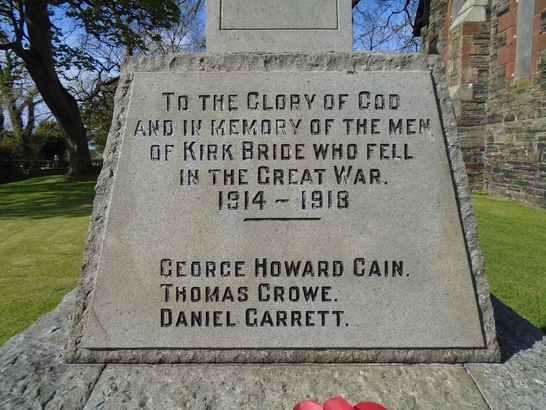 TO THE GLORY OF GOD
AND IN MEMORY OF THE MEN
OF KIRK BRIDE WHO FELL
IN THE GREAT WAR.
1914 - 1918
GEORGE HOWARD CAIN.
THOMAS CROWE.
DANIEL GARRETT.